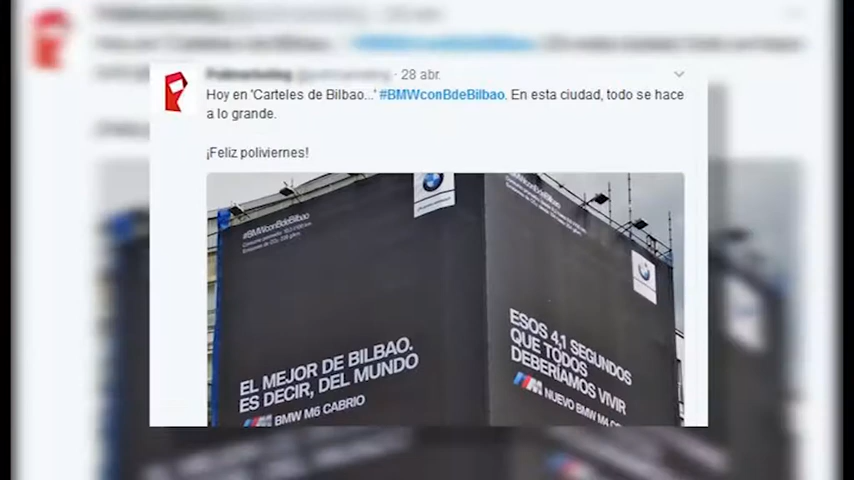 Polimarketing · 28 abr.
Hoy en 'Carteles de Bilbao...' #BMWconBdeBilbao. En esta ciudad, todo se hace
a lo grande.
¡Feliz poliviernes!
#BMWconBdeBilbao
EL MEJOR DE BILBAO.
ES DECIR, DEL MUNDO
BMW M6 CABRIO
ESOS 4,1 SEGUNDOS
QUE TODOS
DEBERÍAMOS VIVIR
NUEVO BMW M4